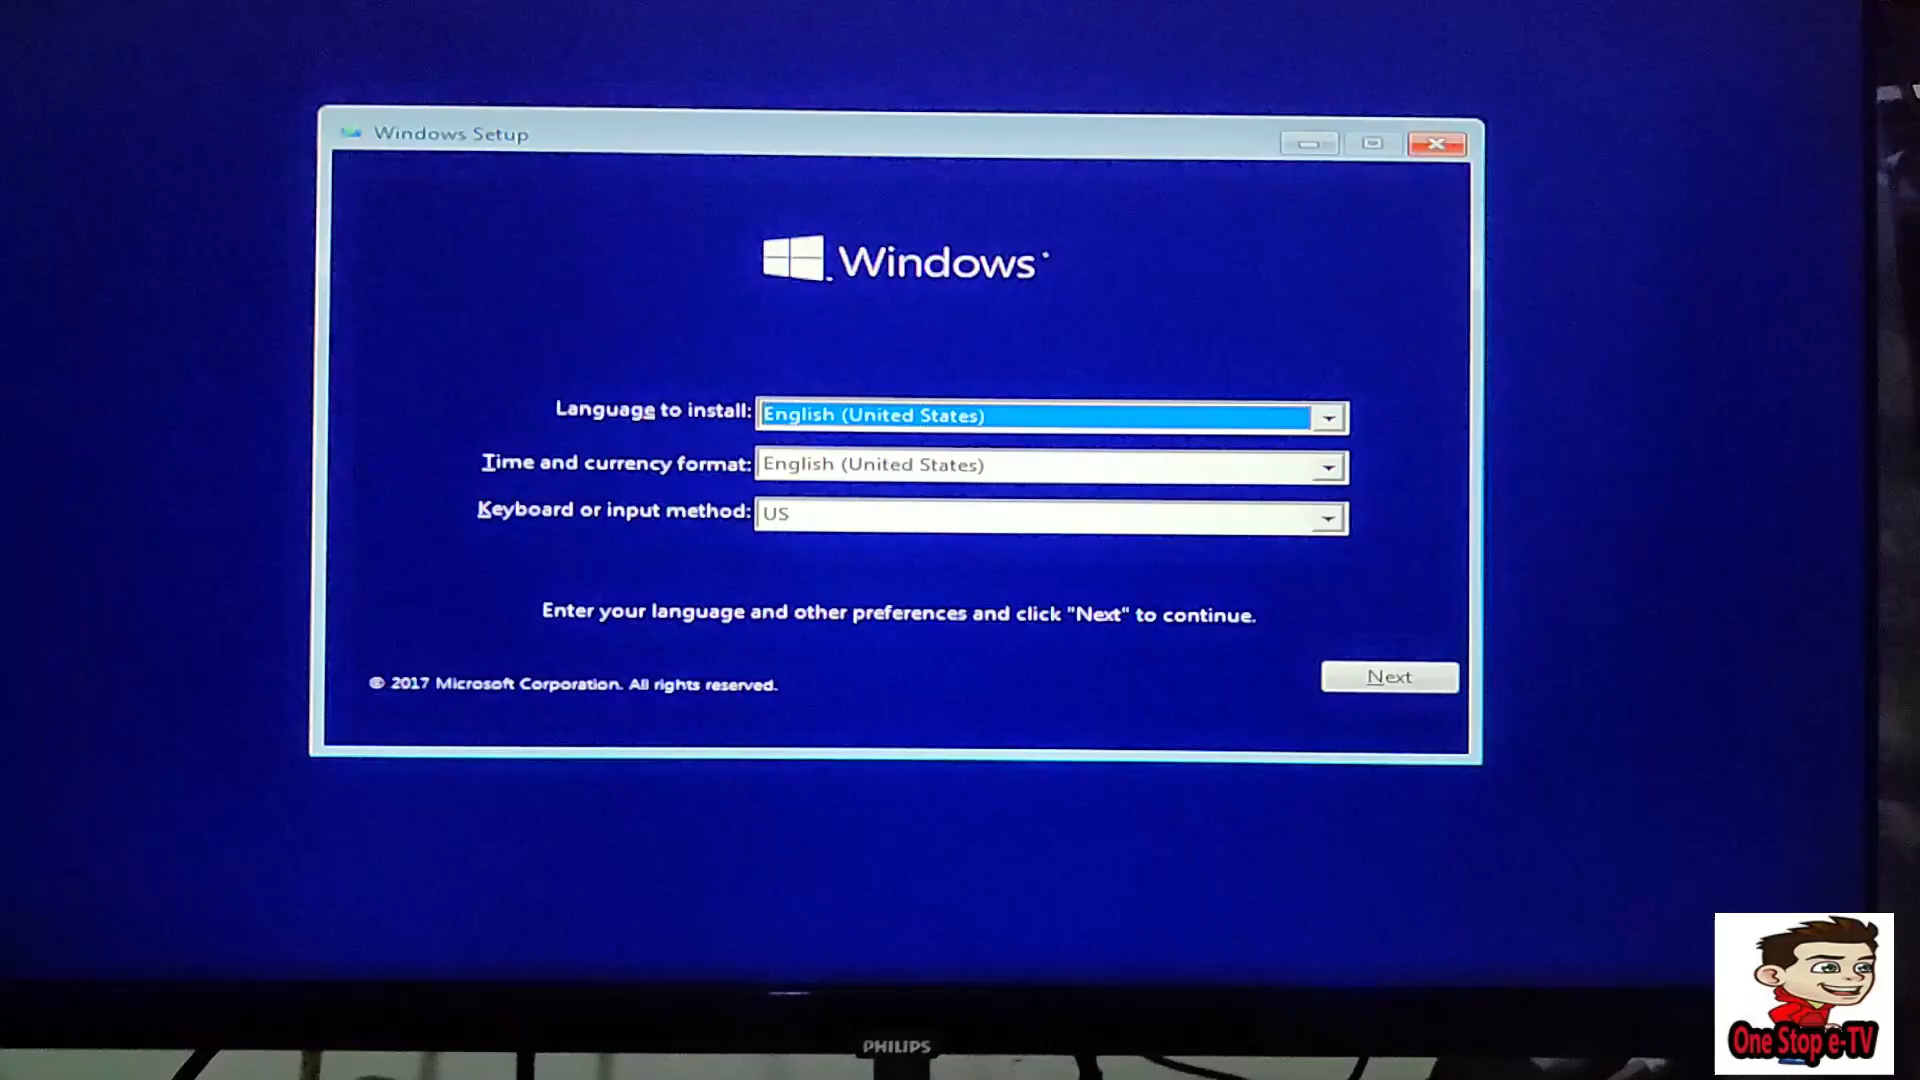 Windows Setup
Windows
Language to install: English (United States)
Time and currency format: English (United States)
Keyboard or input method: US
Enter your language and other preferences and click "Next" to continue.
© 2017 Microsoft Corporation. All rights reserved.
Next
PHILIPS
One Stop e-TV